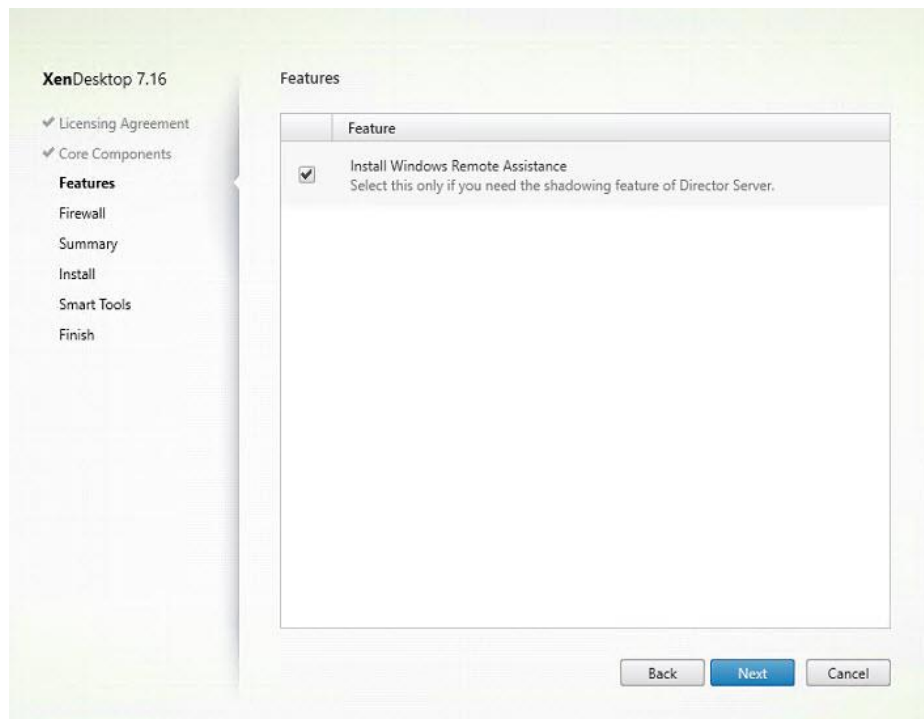 XenDesktop 7.16
Licensing Agreement
Core Components
Features
Firewall
Summary
Install
Smart Tools
Finish
Features
Feature
Install Windows Remote Assistance
Select this only if you need the shadowing feature of Director Server.
Back
Next
Cancel